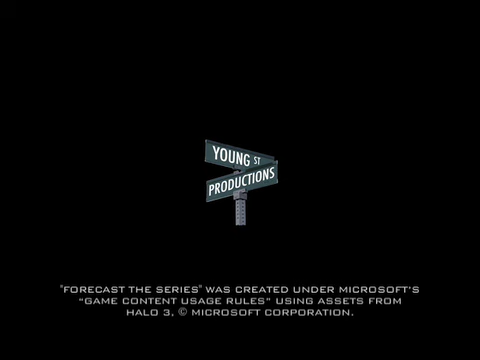 YOUNG ST
PRODUCTIONS
"FORECAST THE SERIES" WAS CREATED UNDER MICROSOFT'S
"GAME CONTENT USAGE RULES" USING ASSETS FROM
HALO 3, © MICROSOFT CORPORATION.